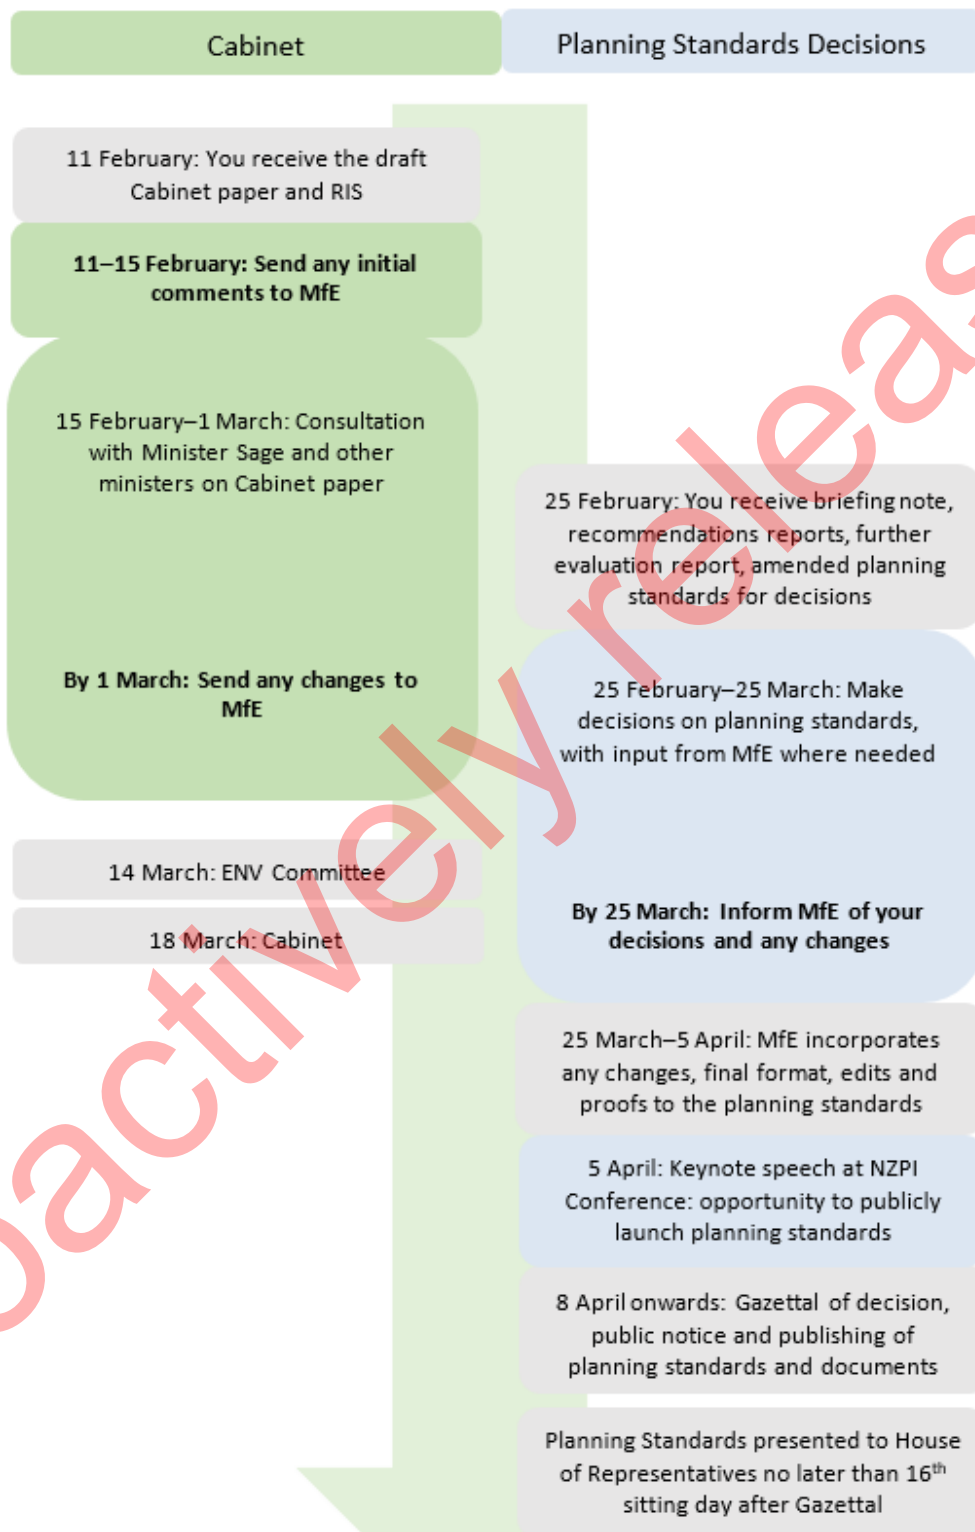 Cabinet
Planning Standards Decisions
11 February: You receive the draft
Cabinet paper and RIS
11–15 February: Send any initial
comments to MfE
15 February–1 March: Consultation
with Minister Sage and other
ministers on Cabinet paper
By 1 March: Send any changes to
MfE
14 March: ENV Committee
18 March: Cabinet
25 February: You receive briefing note,
recommendations reports, further
evaluation report, amended planning
standards for decisions
25 February–25 March: Make
decisions on planning standards,
with input from MfE where needed
By 25 March: Inform MfE of your
decisions and any changes
25 March–5 April: MfE incorporates
any changes, final format, edits and
proofs to the planning standards
5 April: Keynote speech at NZPI
Conference: opportunity to publicly
launch planning standards
8 April onwards: Gazettal of decision,
public notice and publishing of
planning standards and documents
Planning Standards presented to House
of Representatives no later than 16th
sitting day after Gazettal
oactively releas